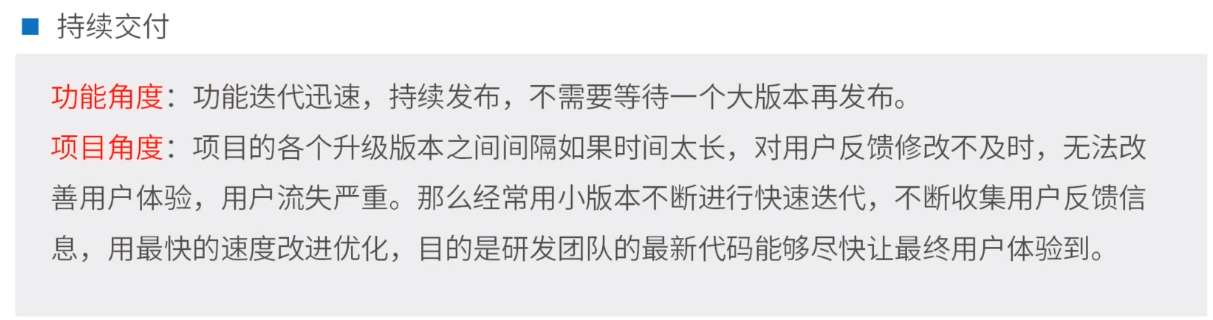 持续交付
功能角度：功能迭代迅速，持续发布，不需要等待一个大版本再发布。
项目角度：项目的各个升级版本之间间隔如果时间太长，对用户反馈修改不及时，无法改
善用户体验，用户流失严重。那么经常用小版本不断进行快速迭代，不断收集用户反馈信
息，用最快的速度改进优化，目的是研发团队的最新代码能够尽快让最终用户体验到。